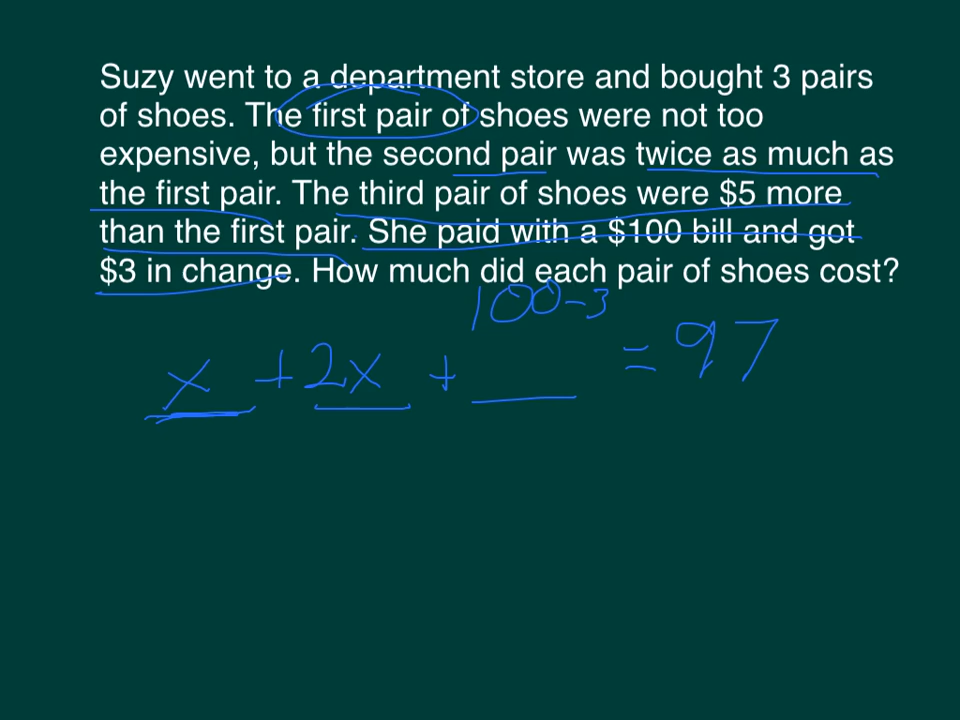 Suzy went to a department store and bought 3 pairs
of shoes. The first pair of shoes were not too
expensive, but the second pair was twice as much as
the first pair. The third pair of shoes were $5 more
than the first pair. She paid with a $100 bill and got
$3 in change. How much did each pair of shoes cost?
100-3
x + 2x + ___ = 97